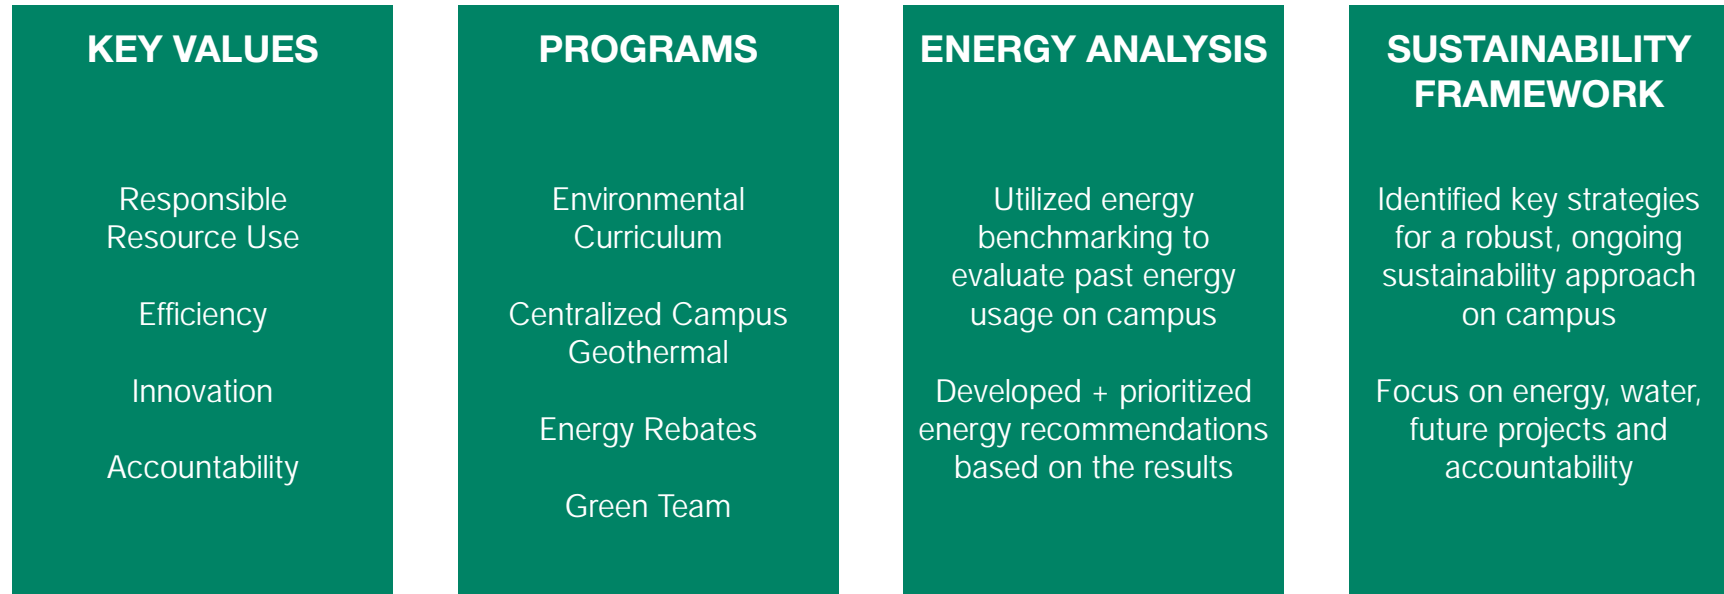 KEY VALUES
Responsible
Resource Use
Efficiency
Innovation
Accountability
PROGRAMS
Environmental
Curriculum
Centralized Campus
Geothermal
Energy Rebates
Green Team
ENERGY ANALYSIS
Utilized energy
benchmarking to
evaluate past energy
usage on campus
Developed + prioritized
energy recommendations
based on the results
SUSTAINABILITY
FRAMEWORK
Identified key strategies
for a robust, ongoing
sustainability approach
on campus
Focus on energy, water,
future projects and
accountability